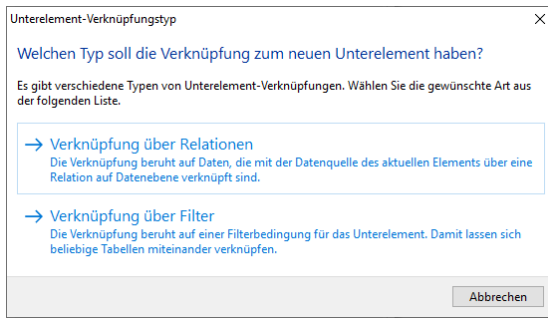 Unterelement-Verknüpfungstyp
Welchen Typ soll die Verknüpfung zum neuen Unterelement haben?
Es gibt verschiedene Typen von Unterelement-Verknüpfungen. Wählen Sie die gewünschte Art aus
der folgenden Liste.
Verknüpfung über Relationen
Die Verknüpfung beruht auf Daten, die mit der Datenquelle des aktuellen Elements über eine
Relation auf Datenebene verknüpft sind.
Verknüpfung über Filter
Die Verknüpfung beruht auf einer Filterbedingung für das Unterelement. Damit lassen sich
beliebige Tabellen miteinander verknüpfen.
Abbrechen